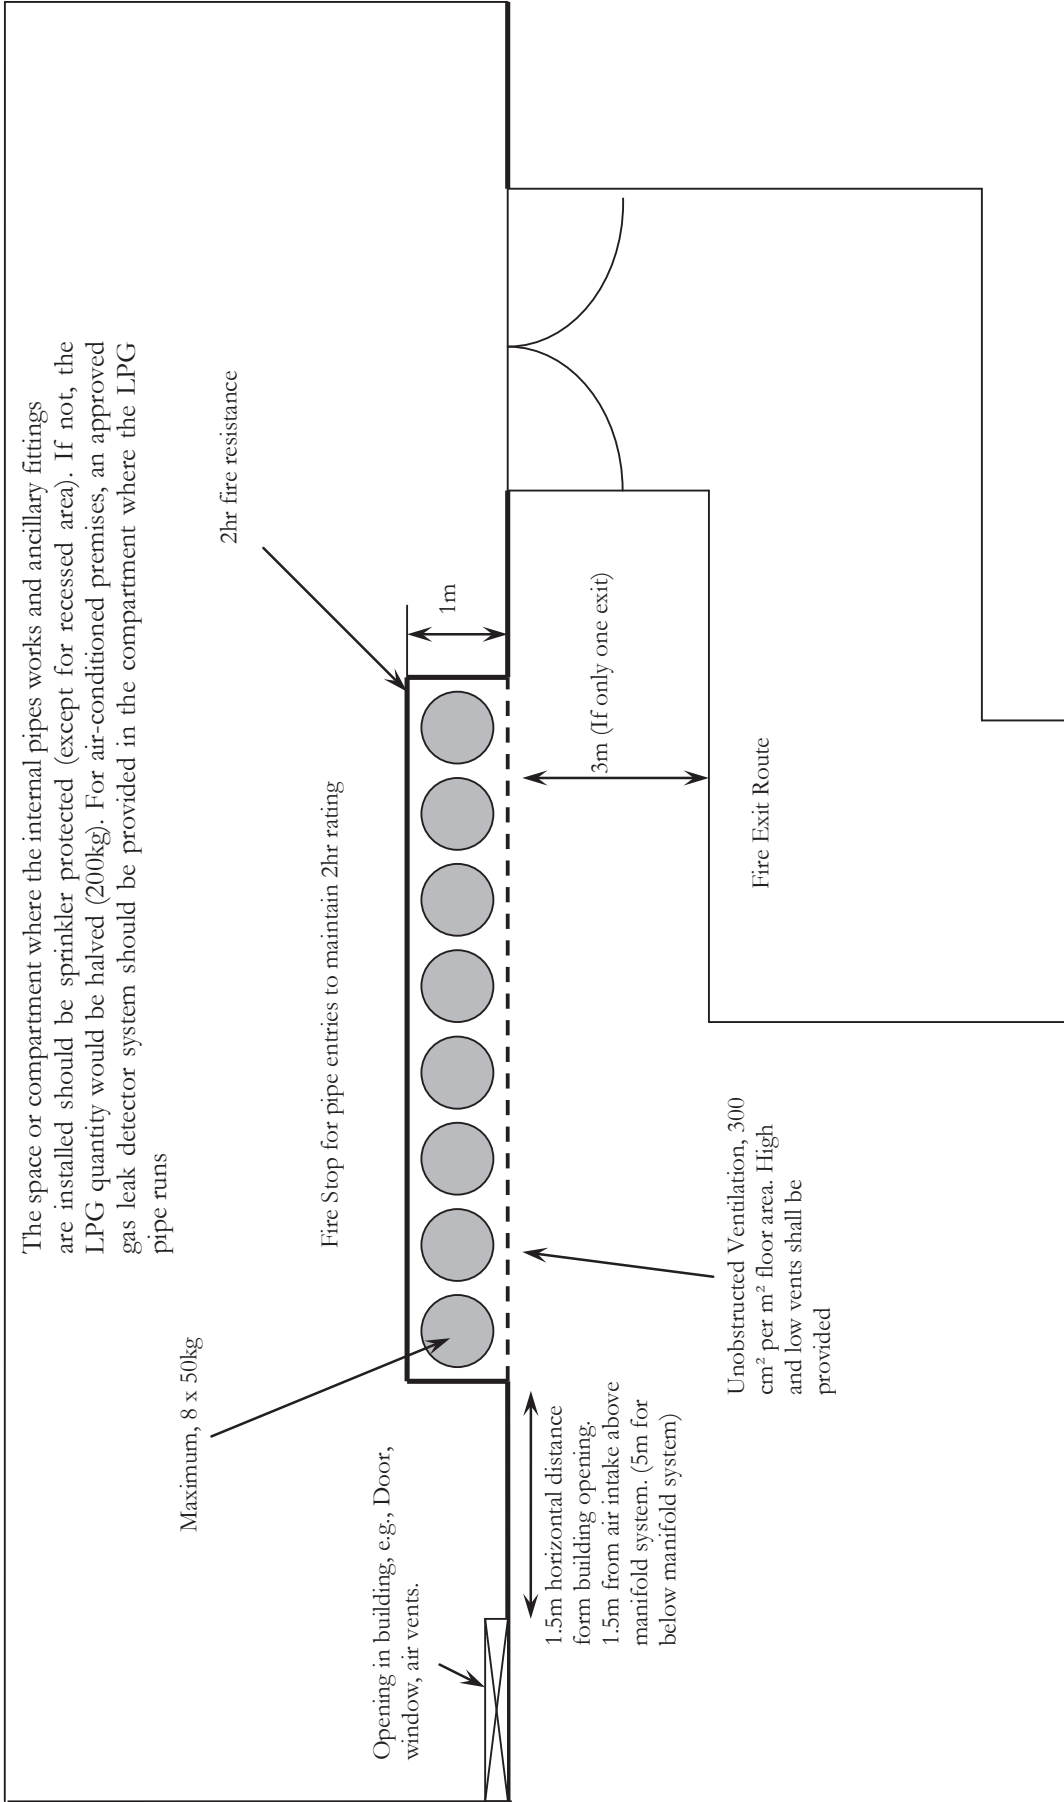 The space or compartment where the internal pipes works and ancillary fittings
are installed should be sprinkler protected (except for recessed area). If not, the
LPG quantity would be halved (200kg). For air-conditioned premises, an approved
gas leak detector system should be provided in the compartment where the LPG
pipe runs
Maximum, 8 x 50kg
2hr fire resistance
Fire Stop for pipe entries to maintain 2hr rating
Opening in building, e.g., Door,
window, air vents.
1m
1.5m horizontal distance
form building opening.
1.5m from air intake above
manifold system. (5m for
below manifold system)
3m (If only one exit)
Unobstructed Ventilation, 300
cm² per m² floor area. High
and low vents shall be
provided
Fire Exit Route